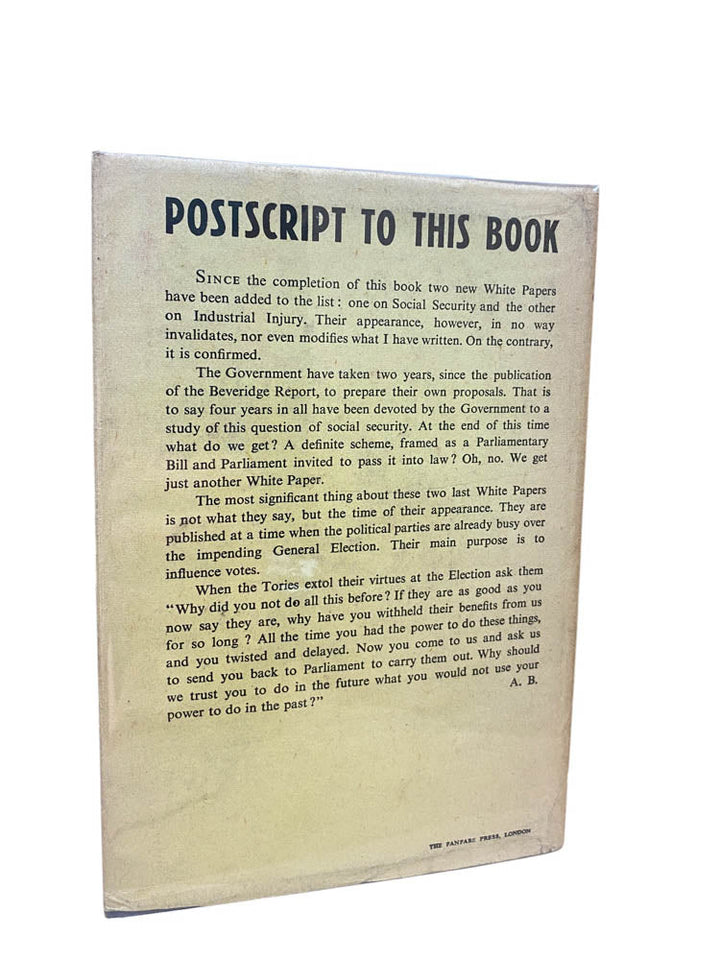 POSTSCRIPT TO THIS BOOK
SINCE the completion of this book two new White Papers
have been added to the list : one on Social Security and the other
on Industrial Injury. Their appearance, however, in no way
invalidates, nor even modifies what I have written. On the contrary,
it is confirmed.
The Government have taken two years, since the publication
of the Beveridge Report, to prepare their own proposals. That is
to say four years in all have been devoted by the Government to a
study of this question of social security. At the end of this time
what do we get? A definite scheme, framed as a Parliamentary
Bill and Parliament invited to pass it into law? Oh, no. We get
just another White Paper.
The most significant thing about these two last White Papers
is not what they say, but the time of their appearance. They are
published at a time when the political parties are already busy over
the impending General Election. Their main purpose is to
influence votes.
When the Tories extol their virtues at the Election ask them
"Why did you not do all this before? If they are as good as you
now say they are, why have you withheld their benefits from us
for so long ? All the time you had the power to do these things,
and you twisted and delayed. Now you come to us and ask us
to send you back to Parliament to carry them out. Why should
we trust you to do in the future what you would not use your
power to do in the past?"
A. B.
THE FANFARE PRESS, LONDON